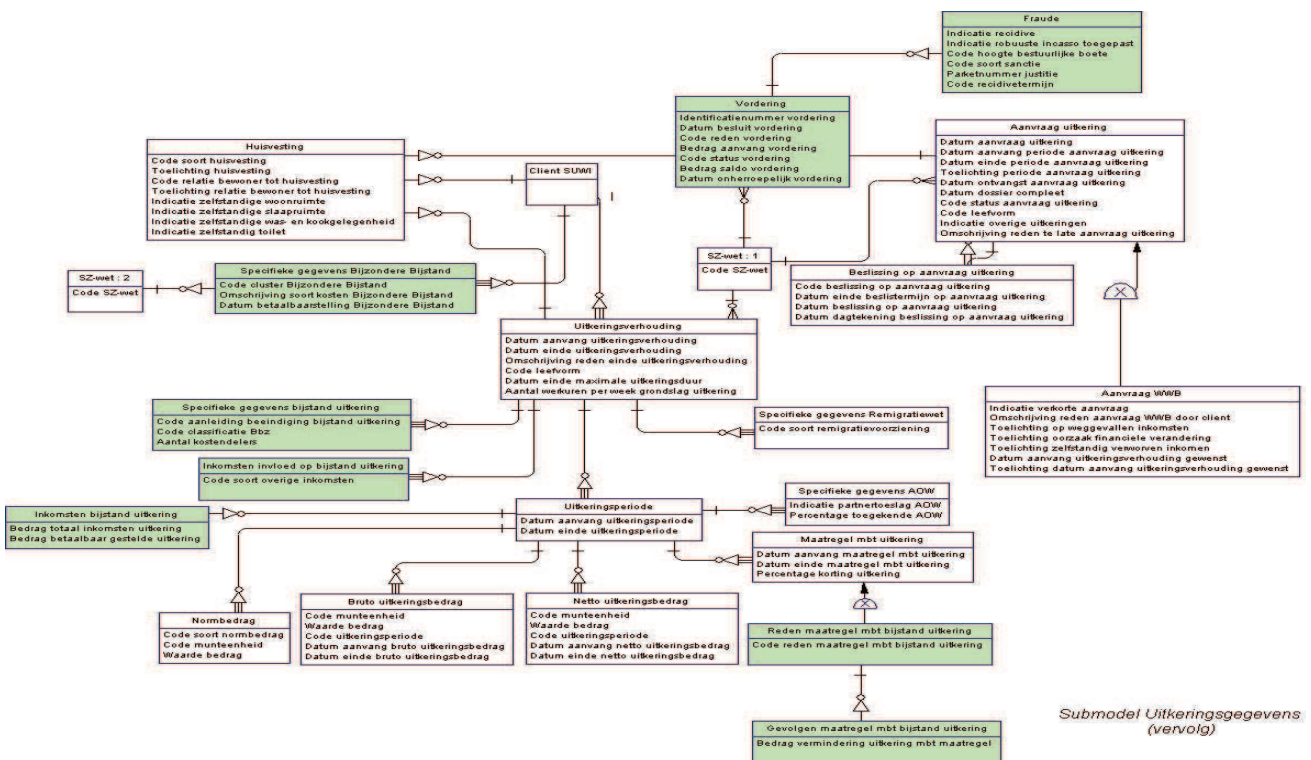 Fraude
Indicatie recidive
Indicatie robuuste incasso toegepast
Code hoogte bestuurlijke boete
Code soort sanctie
Parketnummer justitie
Code recidivetermijn
Vordering
Identificatienummer vordering
Datum besluit vordering
Code reden vordering
Bedrag aanvang vordering
Code status vordering
Bedrag saldo vordering
Datum onherroepelijk vordering
Aanvraag uitkering
Datum aanvraag uitkering
Datum aanvang periode aanvraag uitkering
Datum einde periode aanvraag uitkering
Toelichting periode aanvraag uitkering
Datum ontvangst aanvraag uitkering
Datum dossier compleet
Code status aanvraag uitkering
Code leefvorm
Indicatie overige uitkeringen
Omschrijving reden te late aanvraag uitkering
Huisvesting
Code soort huisvesting
Toelichting huisvesting
Code relatie bewoner tot huisvesting
Toelichting relatie bewoner tot huisvesting
Indicatie zelfstandige woonruimte
Indicatie zelfstandige slaapruimte
Indicatie zelfstandige was- en kookgelegenheid
Indicatie zelfstandig toilet
Client SUWI
SZ-wet : 2
Code SZ-wet
Specifieke gegevens Bijzondere Bijstand
Code cluster Bijzondere Bijstand
Omschrijving soort kosten Bijzondere Bijstand
Datum betaalbaarstelling Bijzondere Bijstand
SZ-wet : 1
Code SZ-wet
Beslissing op aanvraag uitkering
Code beslissing op aanvraag uitkering
Datum einde beslistermijn op aanvraag uitkering
Datum beslissing op aanvraag uitkering
Datum dagtekening beslissing op aanvraag uitkering
X
Uitkeringsverhouding
Datum aanvang uitkeringsverhouding
Datum einde uitkeringsverhouding
Omschrijving reden einde uitkeringsverhouding
Code leefvorm
Datum einde maximale uitkeringsduur
Aantal werkuren per week grondslag uitkering
Aanvraag WWB
Indicatie verkorte aanvraag
Omschrijving reden aanvraag WWB door client
Toelichting op weggevallen inkomsten
Toelichting oorzaak financiele verandering
Toelichting zelfstandig verworven inkomen
Datum aanvang uitkeringsverhouding gewenst
Toelichting datum aanvang uitkeringsverhouding gewenst
Specifieke gegevens bijstand uitkering
Code aanleiding beeindiging bijstand uitkering
Code classificatie Bbz
Aantal kostendelers
Specifieke gegevens Remigratiewet
Code soort remigratievoorziening
Inkomsten invloed op bijstand uitkering
Code soort overige inkomsten
Inkomsten bijstand uitkering
Bedrag totaal inkomsten uitkering
Bedrag betaalbaar gestelde uitkering
Uitkeringsperiode
Datum aanvang uitkeringsperiode
Datum einde uitkeringsperiode
Specifieke gegevens AOW
Indicatie partnertoeslag AOW
Percentage toegekende AOW
Maatregel mbt uitkering
Datum aanvang maatregel mbt uitkering
Datum einde maatregel mbt uitkering
Percentage korting uitkering
X
Normbedrag
Code soort normbedrag
Code munteenheid
Waarde bedrag
Bruto uitkeringsbedrag
Code munteenheid
Waarde bedrag
Code uitkeringsperiode
Datum aanvang bruto uitkeringsbedrag
Datum einde bruto uitkeringsbedrag
Netto uitkeringsbedrag
Code munteenheid
Waarde bedrag
Code uitkeringsperiode
Datum aanvang netto uitkeringsbedrag
Datum einde netto uitkeringsbedrag
Reden maatregel mbt bijstand uitkering
Code reden maatregel mbt bijstand uitkering
Gevolgen maatregel mbt bijstand uitkering
Bedrag vermindering uitkering mbt maatregel
Submodel Uitkeringsgegevens
(vervolg)